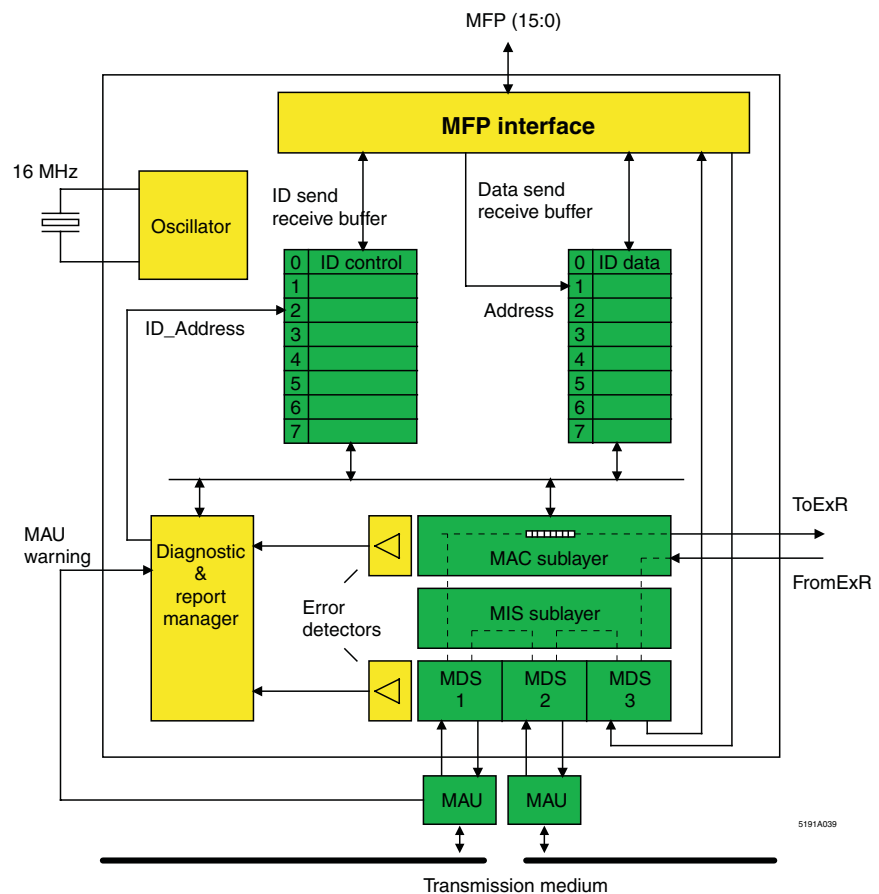 MFP (15:0)
MFP interface
16 MHz
Oscillator
ID send
receive buffer
Data send
receive buffer
0 ID control
1
2
3
4
5
6
7
0 ID data
1
2
3
4
5
6
7
ID_Address
Address
MAU
warning
Diagnostic
&
report
manager
Error
detectors
MAC sublayer
MIS sublayer
MDS
1
MDS
2
MDS
3
ToExR
FromExR
MAU
MAU
5191A039
Transmission medium